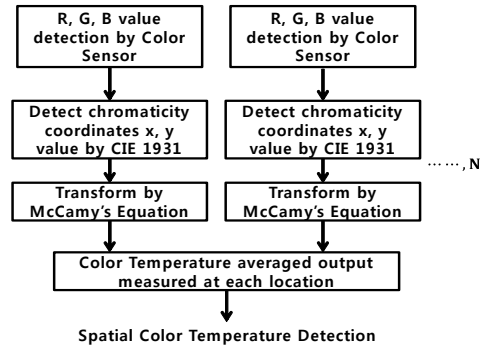 R, G, B value
detection by Color
Sensor
R, G, B value
detection by Color
Sensor
Detect chromaticity
coordinates x, y
value by CIE 1931
Detect chromaticity
coordinates x, y
value by CIE 1931
...... , N
Transform by
McCamy's Equation
Transform by
McCamy's Equation
Color Temperature averaged output
measured at each location
Spatial Color Temperature Detection